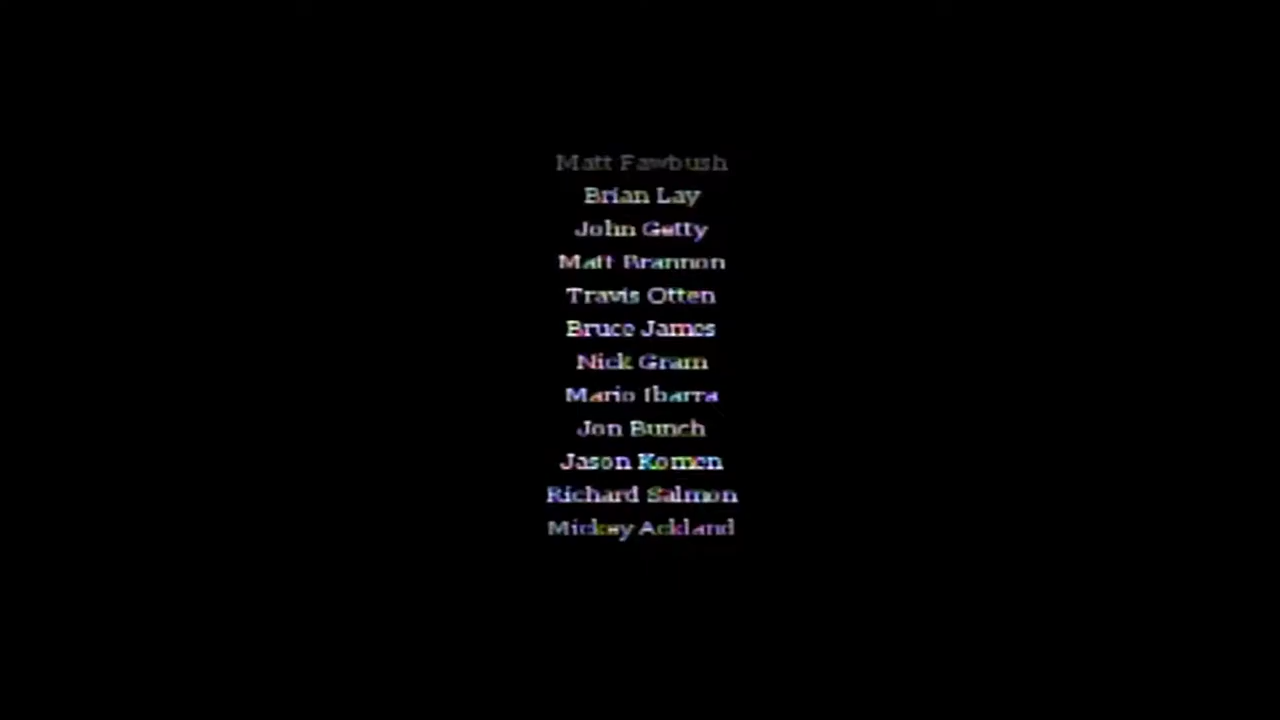 Matt Fawbush
Brian Lay
John Getty
Matt Brannon
Travis Otten
Bruce James
Nick Gram
Mario Ibarra
Jon Bunch
Jason Komen
Richard Salmon
Mickey Ackland